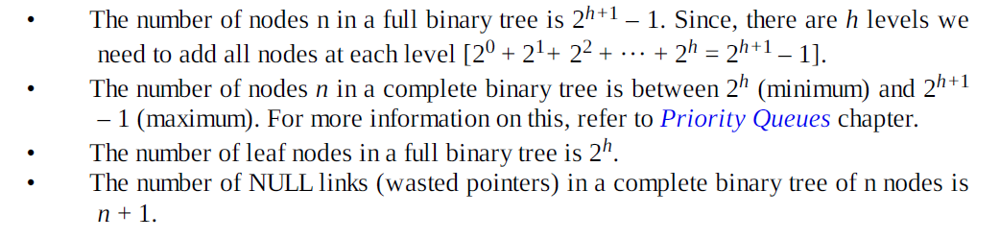 • The number of nodes n in a full binary tree is 2^{h+1} – 1. Since, there are h levels we
need to add all nodes at each level [2^0 + 2^1+ 2^2 + ··· + 2^h = 2^{h+1} – 1].
• The number of nodes n in a complete binary tree is between 2^h (minimum) and 2^{h+1}
– 1 (maximum). For more information on this, refer to Priority Queues chapter.
• The number of leaf nodes in a full binary tree is 2^h.
• The number of NULL links (wasted pointers) in a complete binary tree of n nodes is
n + 1.